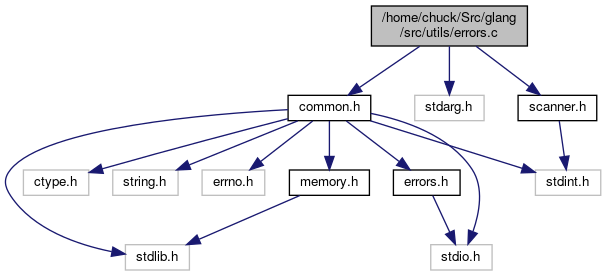 /home/chuck/Src/glang
/src/utils/errors.c
common.h
stdarg.h
scanner.h
ctype.h
string.h
errno.h
memory.h
errors.h
stdint.h
stdlib.h
stdio.h